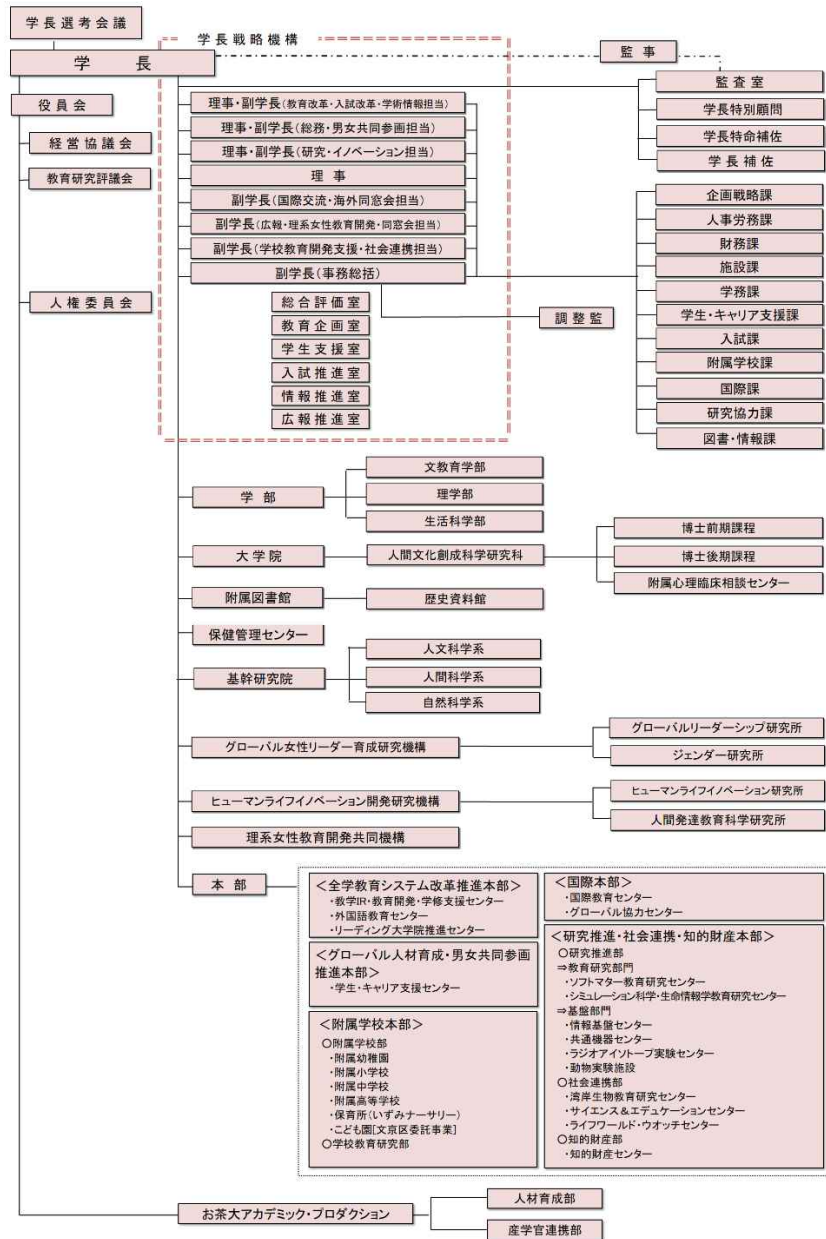 学長選考会議
学長
学長戦略機構
監事
役員会
経営協議会
教育研究評議会
人権委員会
理事・副学長(教育改革・入試改革・学術情報担当)
理事・副学長(総務・男女共同参画担当)
理事・副学長(研究・イノベーション担当)
理事
副学長(国際交流・海外同窓会担当)
副学長(広報・理系女性教育開発・同窓会担当)
副学長(学校教育開発支援・社会連携担当)
副学長(事務総括)
総合評価室
教育企画室
学生支援室
入試推進室
情報推進室
広報推進室
調整監
監査室
学長特別顧問
学長特命補佐
学長補佐
企画戦略課
人事労務課
財務課
施設課
学務課
学生・キャリア支援課
入試課
附属学校課
国際課
研究協力課
図書・情報課
学部
文教育学部
理学部
生活科学部
大学院
人間文化創成科学研究科
博士前期課程
博士後期課程
附属心理臨床相談センター
附属図書館
歴史資料館
保健管理センター
基幹研究院
人文科学系
人間科学系
自然科学系
グローバル女性リーダー育成研究機構
グローバルリーダーシップ研究所
ジェンダー研究所
ヒューマンライフイノベーション開発研究機構
ヒューマンライフイノベーション研究所
人間発達教育科学研究所
理系女性教育開発共同機構
本部
<全学教育システム改革推進本部>
・教学IR・教育開発・学修支援センター
・外国語教育センター
・リーディング大学院推進センター
<グローバル人材育成・男女共同参画
推進本部>
・学生・キャリア支援センター
<附属学校本部>
○附属学校部
・附属幼稚園
・附属小学校
・附属中学校
・附属高等学校
・保育所(いずみナーサリー)
・こども園[文京区委託事業]
○学校教育研究部
<国際本部>
・国際教育センター
・グローバル協力センター
<研究推進・社会連携・知的財産本部>
○研究推進部
⇒教育研究部門
・ソフトマター教育研究センター
・シミュレーション科学・生命情報学教育研究センター
⇒基盤部門
・情報基盤センター
・共通機器センター
・ラジオアイソトープ実験センター
・動物実験施設
○社会連携部
・湾岸生物教育研究センター
・サイエンス&エデュケーションセンター
・ライフワールド・ウオッチセンター
○知的財産部
・知的財産センター
お茶大アカデミック・プロダクション
人材育成部
産学官連携部